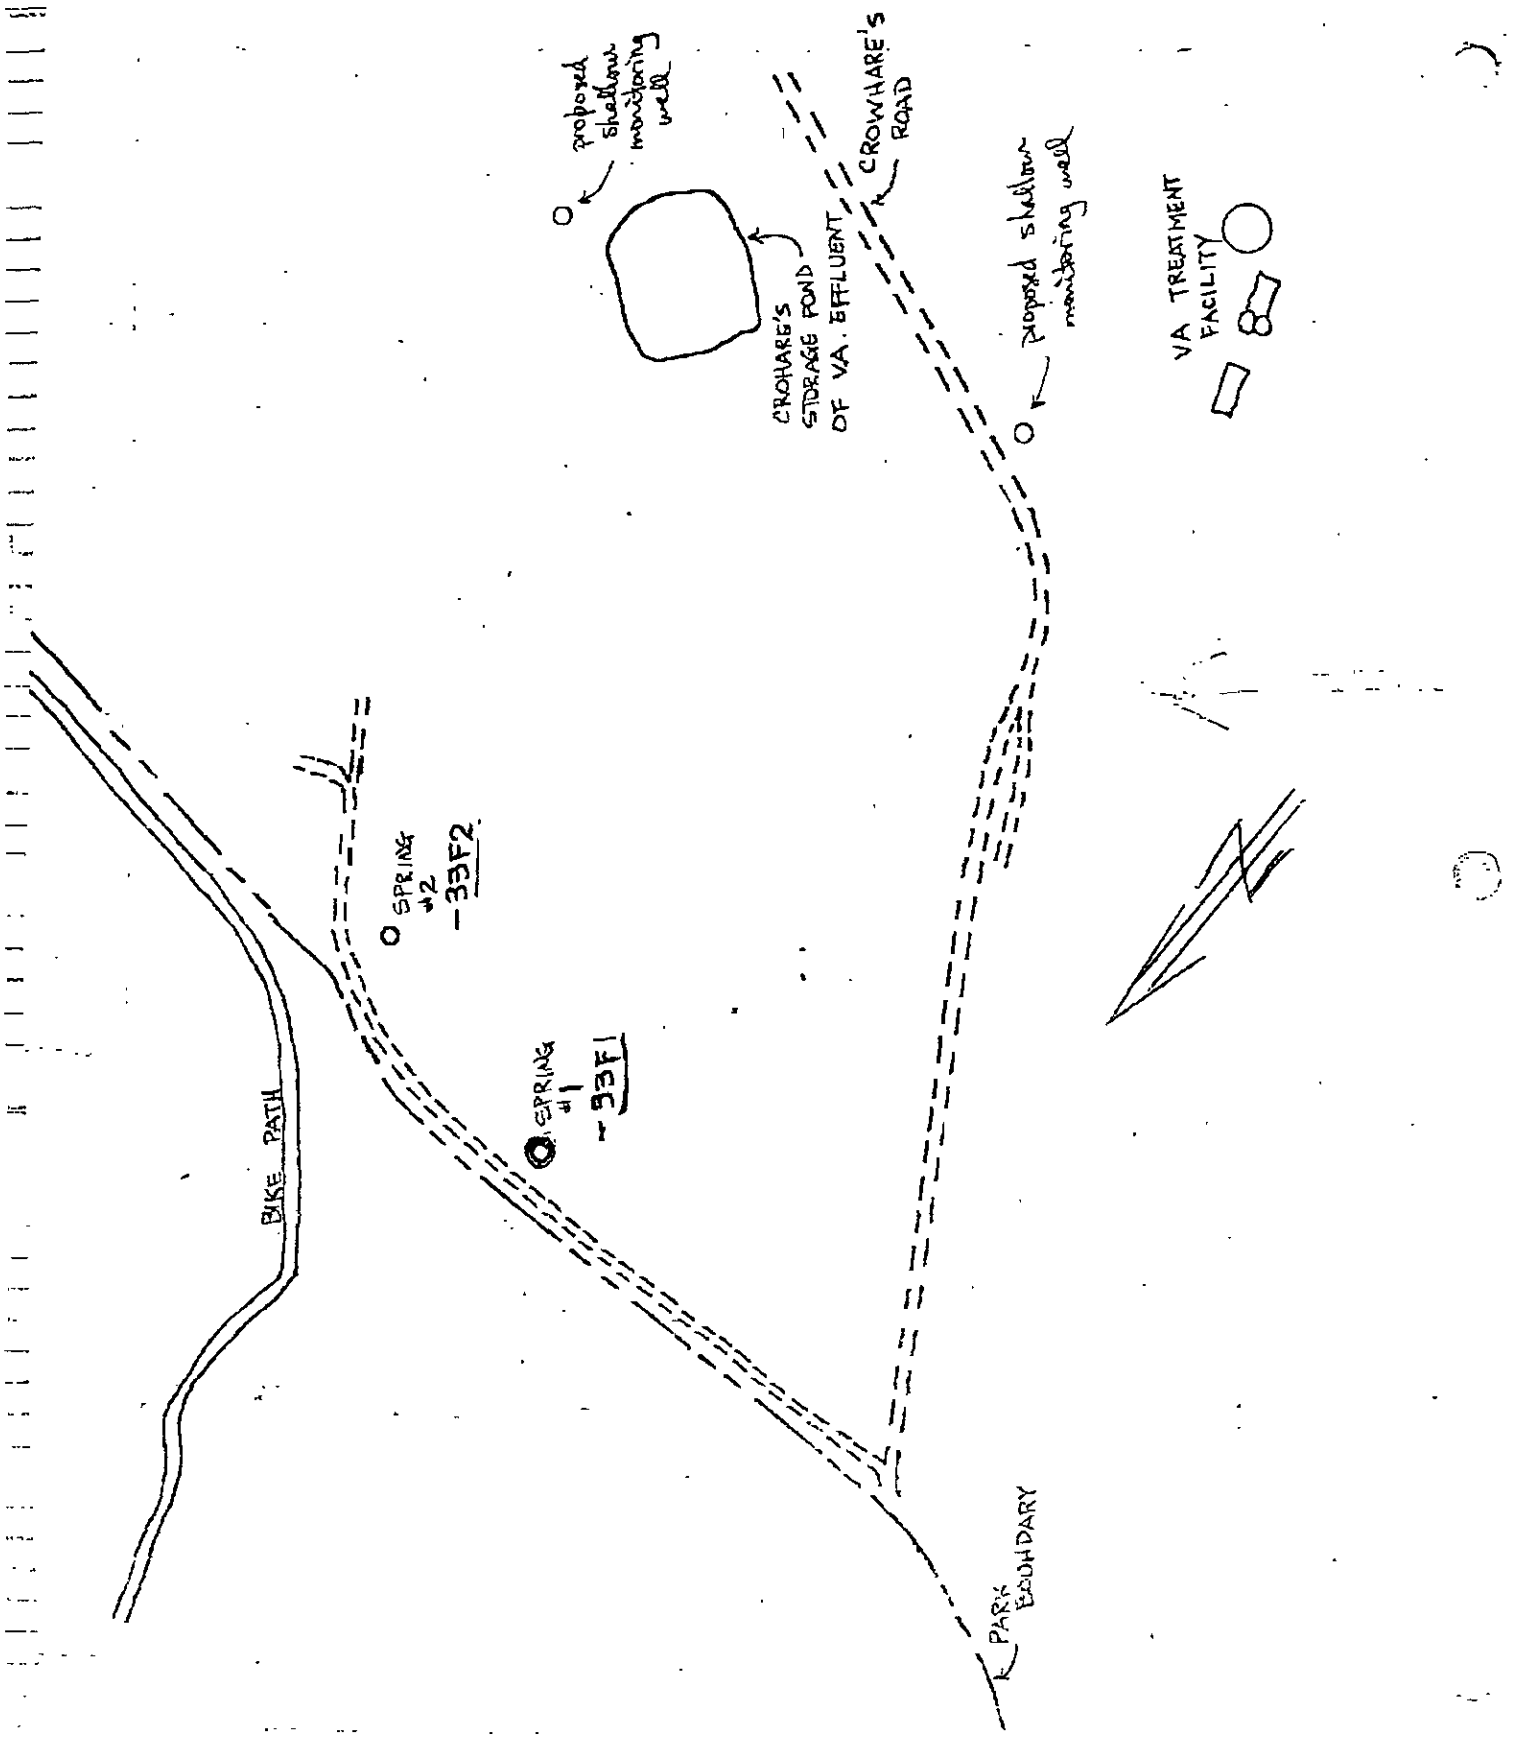 proposed
shallow
monitoring
well
CROWHARE'S
ROAD
CROHARE'S
STORAGE POND
OF V.A. EFFLUENT
proposed shallow
monitoring well
VA TREATMENT
FACILITY
SPRING
#2
-33F2
SPRING
#1
-33F1
BIKE PATH
N
PARK
BOUNDARY